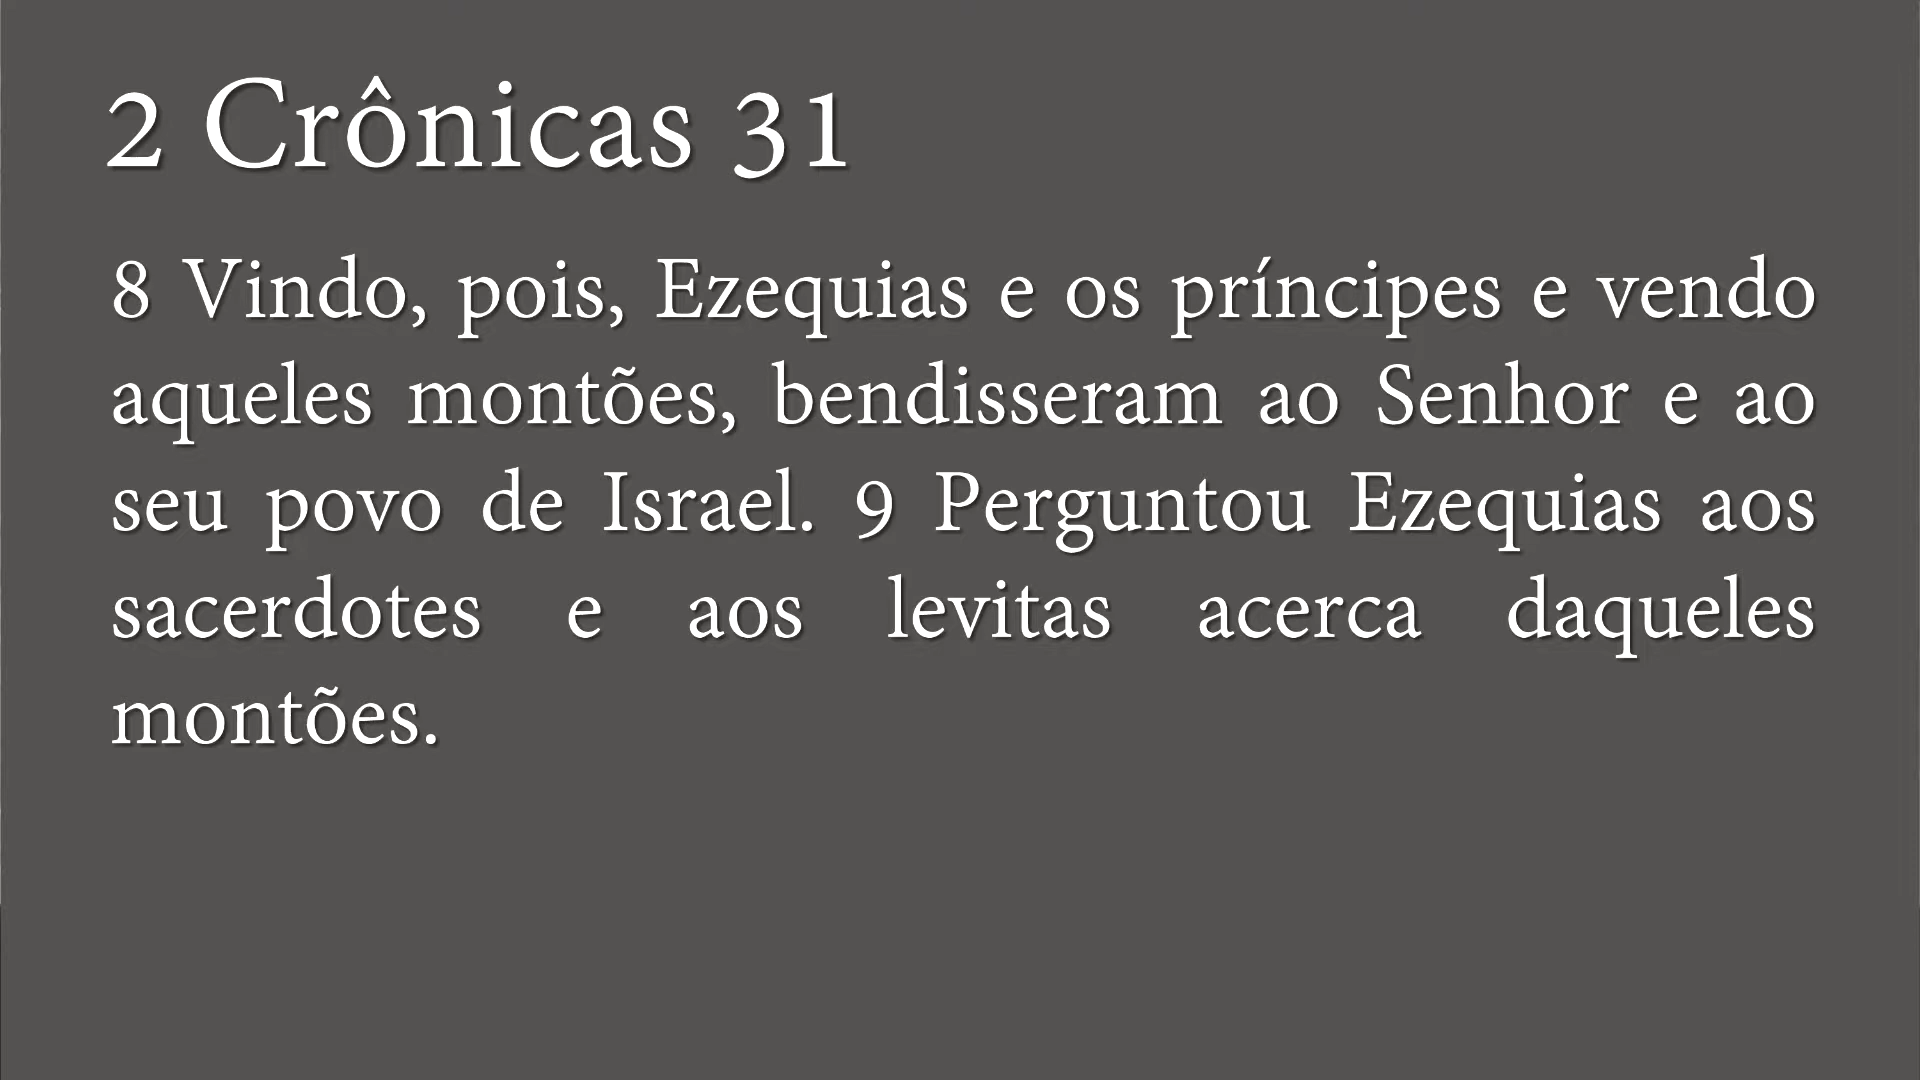 2 Crônicas 31
8 Vindo, pois, Ezequias e os príncipes e vendo
aqueles montões, bendisseram ao Senhor e ao
seu povo de Israel. 9 Perguntou Ezequias aos
sacerdotes e aos levitas acerca daqueles
montões.